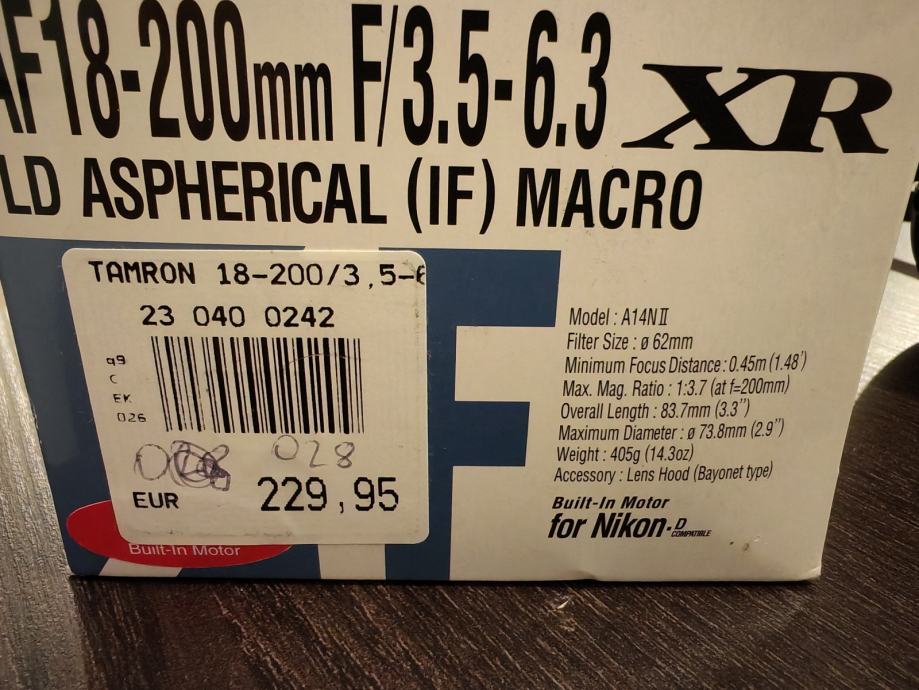 AF18-200mm F/3.5-6.3 XR
LD ASPHERICAL (IF) MACRO
TAMRON 18-200/3,5-6
23 040 0242
q9
C
EK
026
028
EUR 229,95
Built-In Motor
Model : A14NII
Filter Size : ø 62mm
Minimum Focus Distance : 0.45m (1.48')
Max. Mag. Ratio : 1:3.7 (at f=200mm)
Overall Length : 83.7mm (3.3")
Maximum Diameter : ø 73.8mm (2.9")
Weight : 405g (14.3oz)
Accessory : Lens Hood (Bayonet type)
Built-In Motor
for Nikon-D
COMPATIBLE